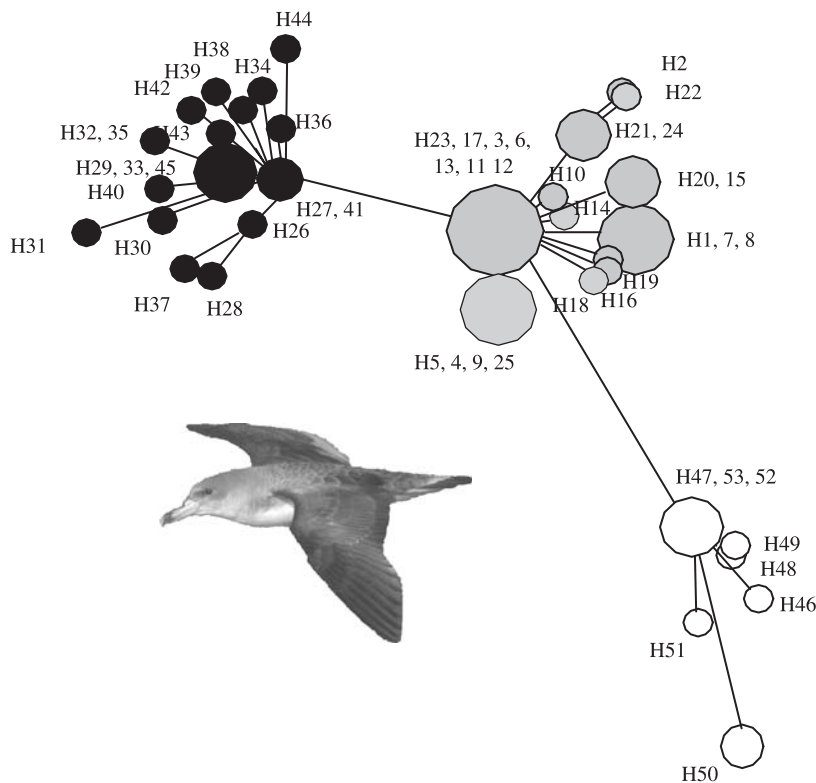 H44
H38
H34
H39
H42
H36
H32, 35
H43
H29, 33, 45
H40
H27, 41
H31
H30
H26
H37
H28
H2
H22
H23, 17, 3, 6,
13, 11 12
H21, 24
H10
H20, 15
H14
H1, 7, 8
H19
H18
H16
H5, 4, 9, 25
H47, 53, 52
H49
H48
H46
H51
H50